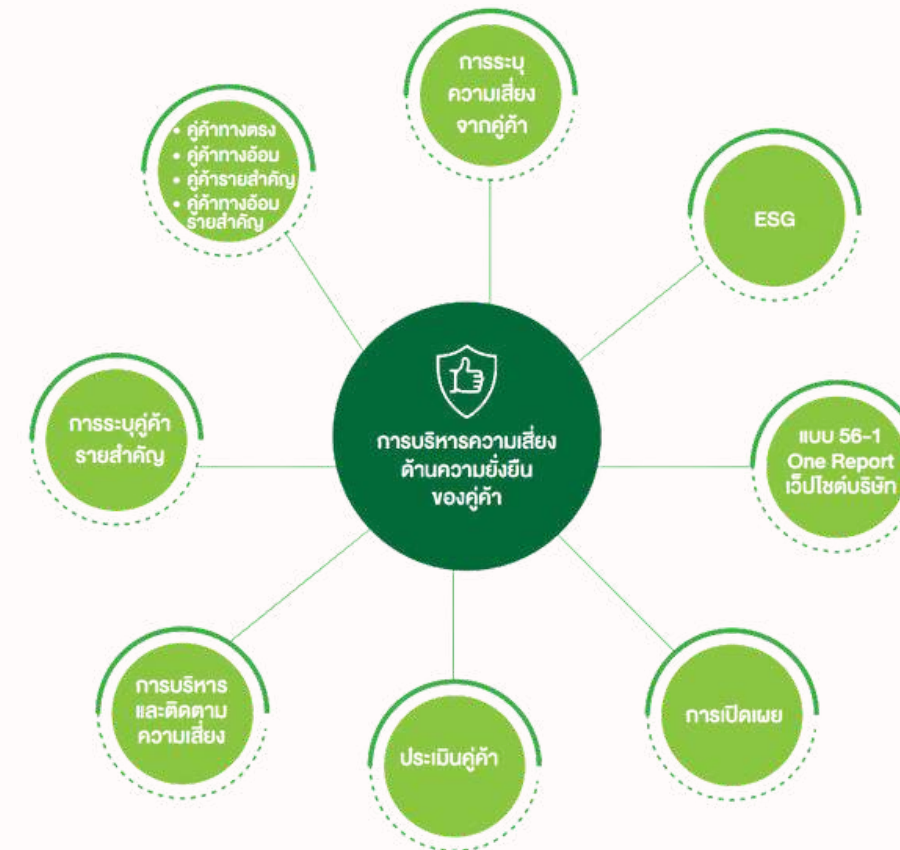 การระบุ
ความเสี่ยง
จากคู่ค้า
• คู่ค้าทางตรง
• คู่ค้าทางอ้อม
• คู่ค้ารายสำคัญ
• คู่ค้าทางอ้อม
รายสำคัญ
ESG
การระบุคู่ค้า
รายสำคัญ
การบริหารความเสี่ยง
ด้านความยั่งยืน
ของคู่ค้า
แบบ 56-1
One Report
เว็ปไซต์บริษัท
การบริหาร
และติดตาม
ความเสี่ยง
ประเมินคู่ค้า
การเปิดเผย